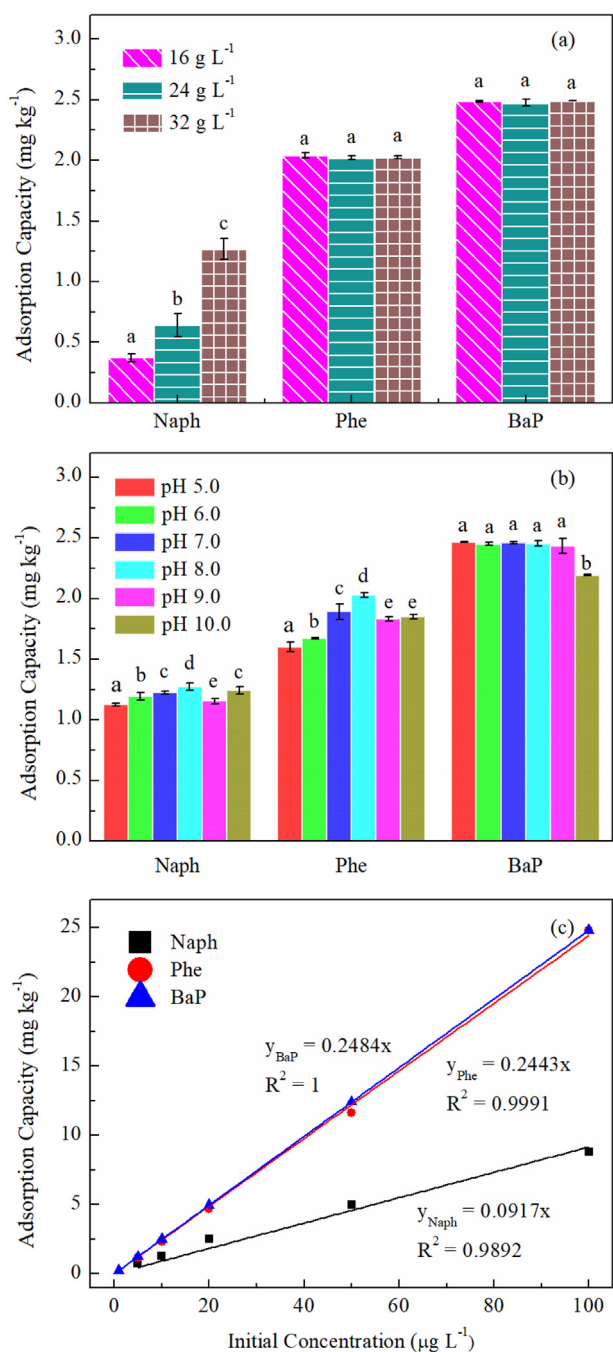 (a)
16 g L⁻¹
24 g L⁻¹
32 g L⁻¹
Adsorption Capacity (mg kg⁻¹)
3.0
2.5
2.0
1.5
1.0
0.5
0.0
a
b
c
a
a
a
a
a
a
Naph
Phe
BaP
(b)
pH 5.0
pH 6.0
pH 7.0
pH 8.0
pH 9.0
pH 10.0
Adsorption Capacity (mg kg⁻¹)
3.0
2.5
2.0
1.5
1.0
0.5
0.0
a
b
c
d
e
c
a
b
c
d
e
e
a
a
a
a
a
b
Naph
Phe
BaP
(c)
Naph
Phe
BaP
Adsorption Capacity (mg kg⁻¹)
25
20
15
10
5
0
y_BaP = 0.2484x
R² = 1
y_Phe = 0.2443x
R² = 0.9991
y_Naph = 0.0917x
R² = 0.9892
0
20
40
60
80
100
Initial Concentration (μg L⁻¹)